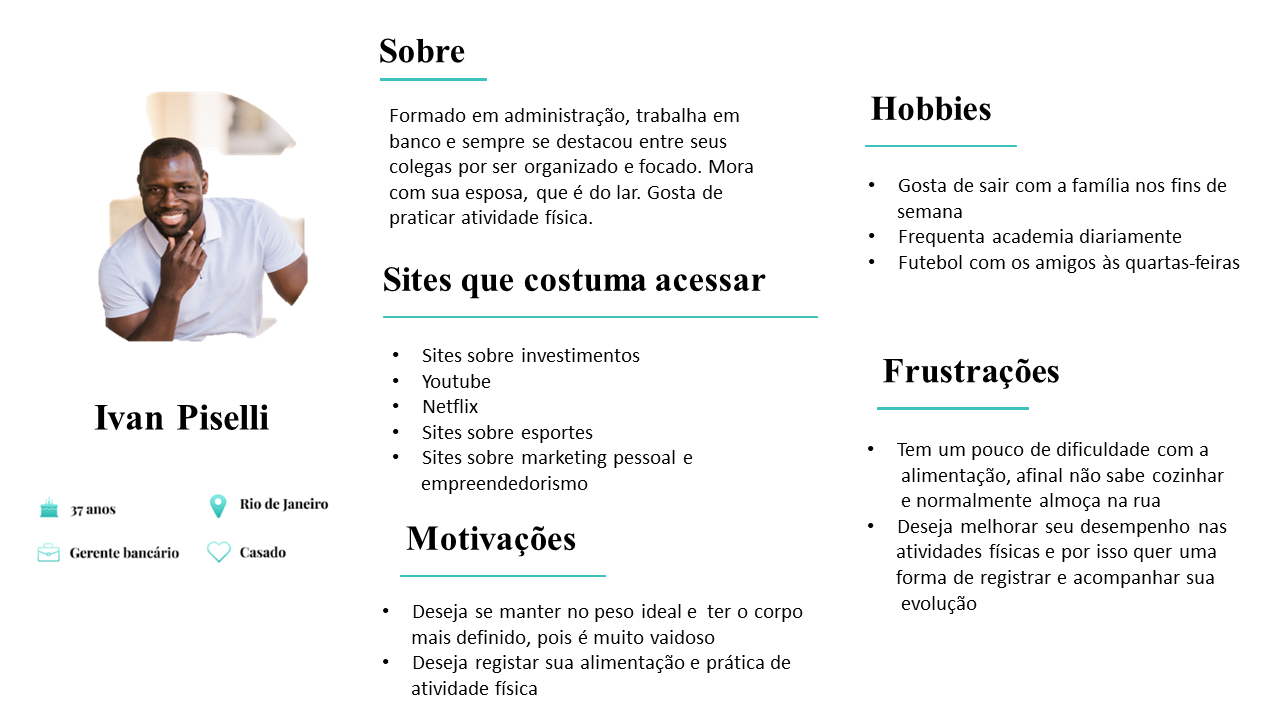 Ivan Piselli
37 anos
Rio de Janeiro
Gerente bancário
Casado
Sobre
Formado em administração, trabalha em
banco e sempre se destacou entre seus
colegas por ser organizado e focado. Mora
com sua esposa, que é do lar. Gosta de
praticar atividade física.
Sites que costuma acessar
• Sites sobre investimentos
• Youtube
• Netflix
• Sites sobre esportes
• Sites sobre marketing pessoal e
empreendedorismo
Motivações
• Deseja se manter no peso ideal e ter o corpo
mais definido, pois é muito vaidoso
• Deseja registar sua alimentação e prática de
atividade física
Hobbies
• Gosta de sair com a família nos fins de
semana
• Frequenta academia diariamente
• Futebol com os amigos às quartas-feiras
Frustrações
• Tem um pouco de dificuldade com a
alimentação, afinal não sabe cozinhar
e normalmente almoça na rua
• Deseja melhorar seu desempenho nas
atividades físicas e por isso quer uma
forma de registrar e acompanhar sua
evolução